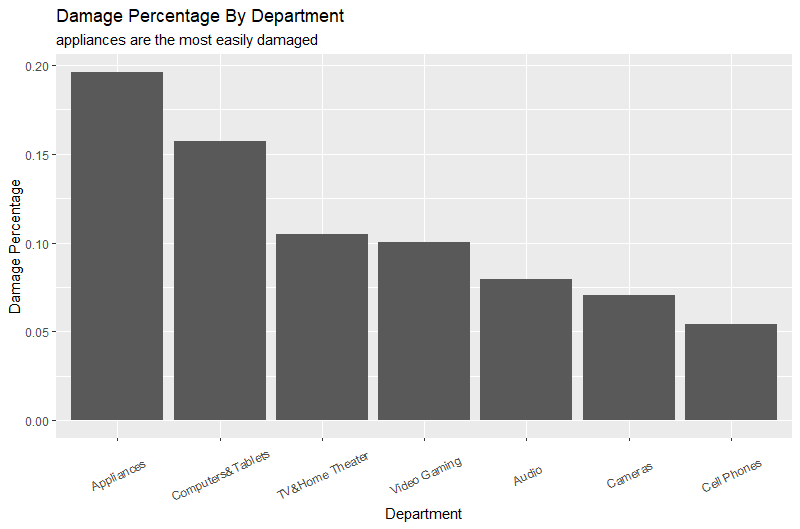 Damage Percentage By Department
appliances are the most easily damaged
Damage Percentage
0.20
0.15
0.10
0.05
0.00
Appliances
Computers&Tablets
TV&Home Theater
Video Gaming
Audio
Cameras
Cell Phones
Department